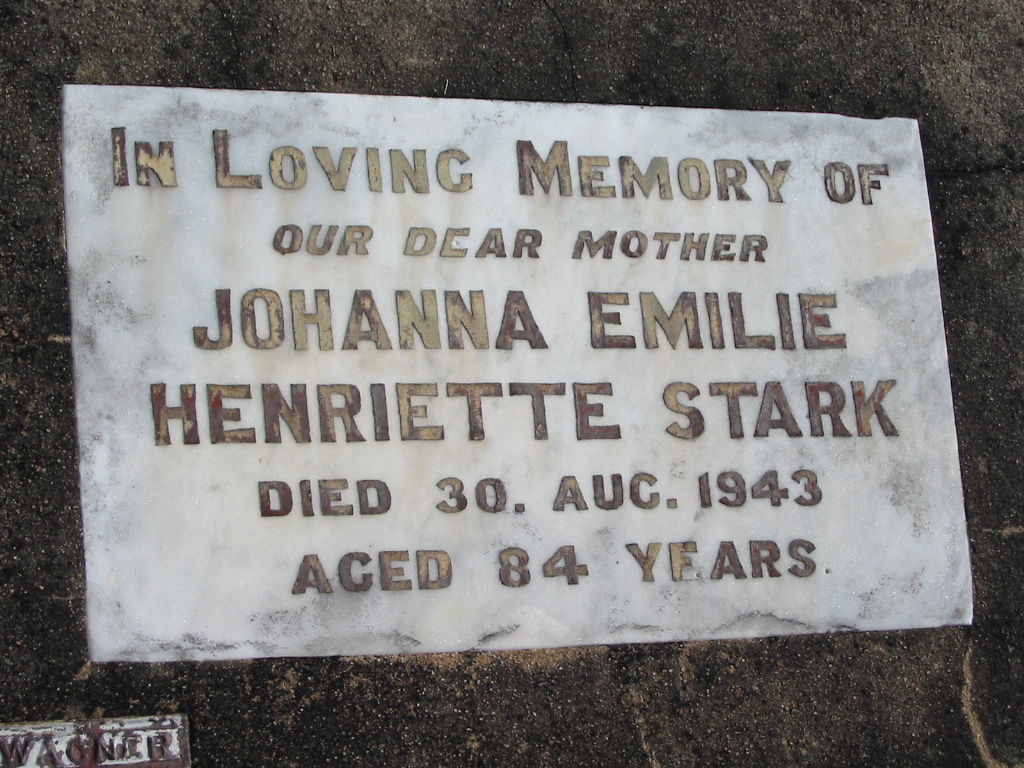 IN LOVING MEMORY OF
OUR DEAR MOTHER
JOHANNA EMILIE
HENRIETTE STARK
DIED 30. AUG. 1943
AGED 84 YEARS.
WAGNER